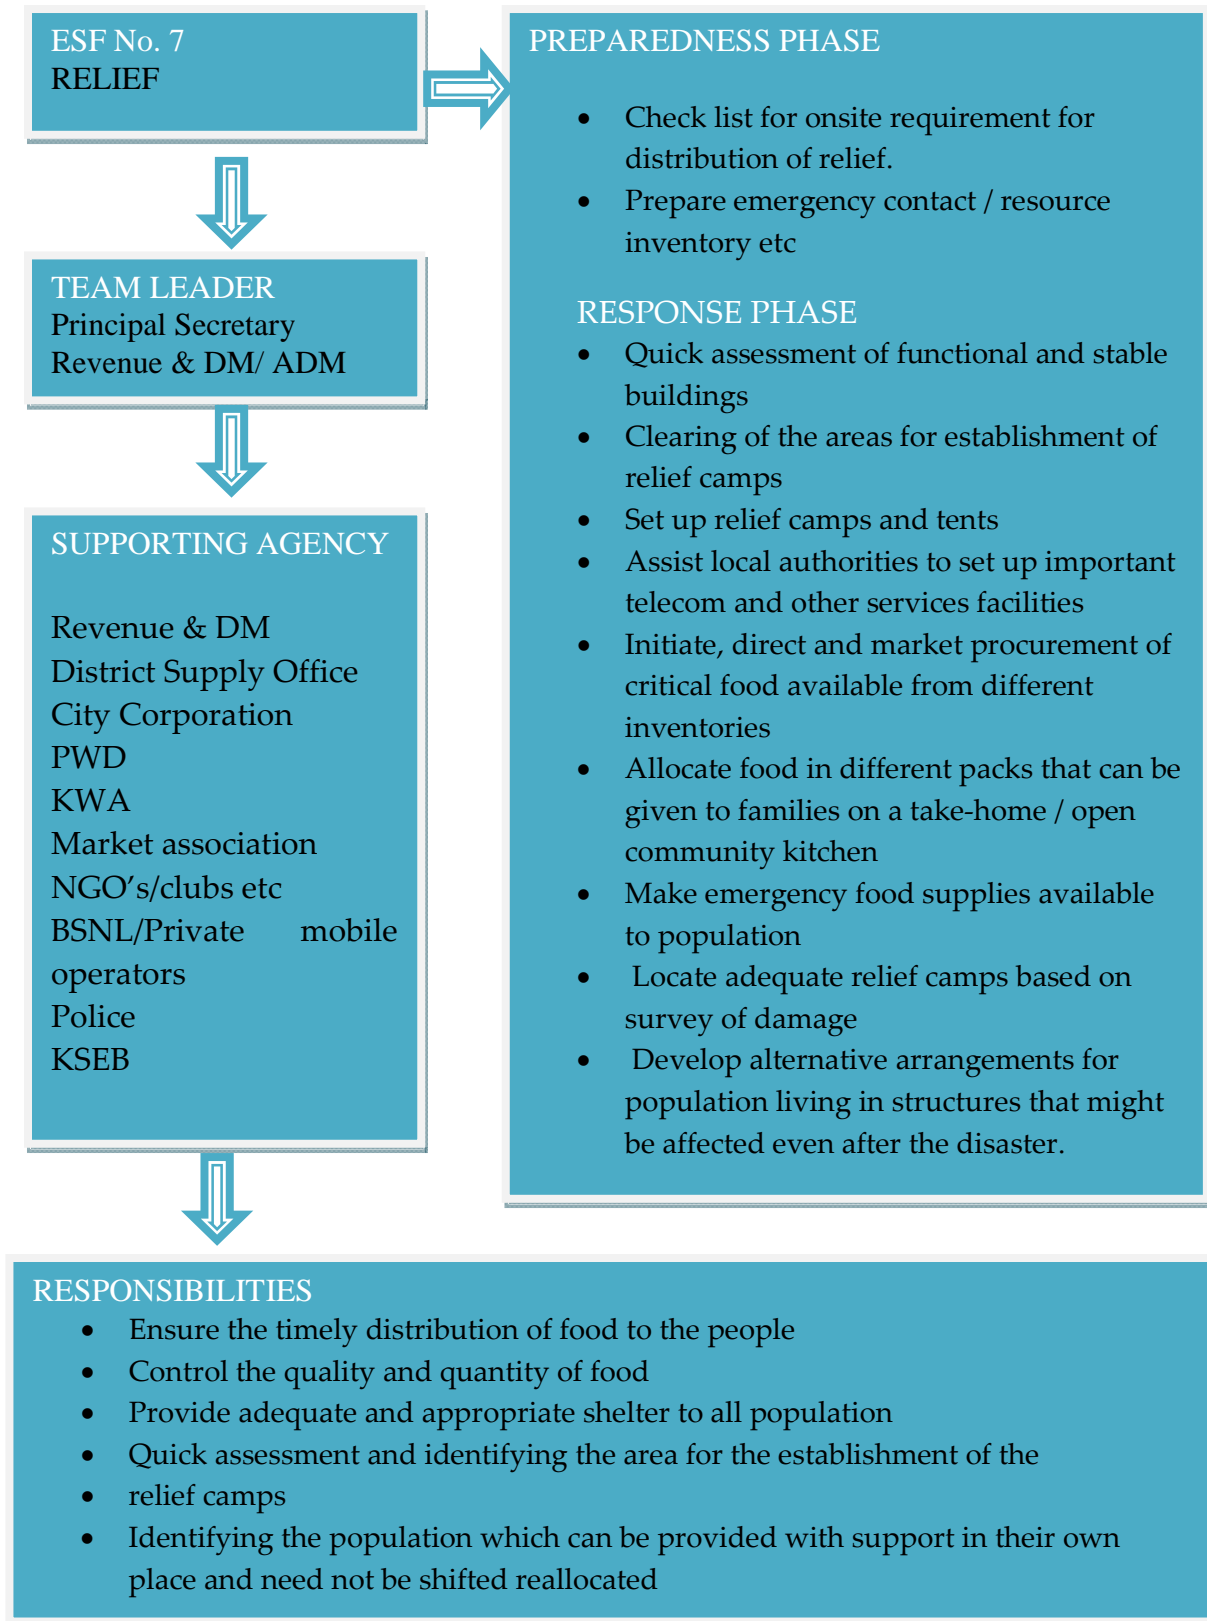 ESF No. 7
RELIEF
TEAM LEADER
Principal Secretary
Revenue & DM/ ADM
SUPPORTING AGENCY
Revenue & DM
District Supply Office
City Corporation
PWD
KWA
Market association
NGO's/clubs etc
BSNL/Private mobile
operators
Police
KSEB
PREPAREDNESS PHASE
• Check list for onsite requirement for
distribution of relief.
• Prepare emergency contact / resource
inventory etc
RESPONSE PHASE
• Quick assessment of functional and stable
buildings
• Clearing of the areas for establishment of
relief camps
• Set up relief camps and tents
• Assist local authorities to set up important
telecom and other services facilities
• Initiate, direct and market procurement of
critical food available from different
inventories
• Allocate food in different packs that can be
given to families on a take-home / open
community kitchen
• Make emergency food supplies available
to population
• Locate adequate relief camps based on
survey of damage
• Develop alternative arrangements for
population living in structures that might
be affected even after the disaster.
RESPONSIBILITIES
• Ensure the timely distribution of food to the people
• Control the quality and quantity of food
• Provide adequate and appropriate shelter to all population
• Quick assessment and identifying the area for the establishment of the
• relief camps
• Identifying the population which can be provided with support in their own
place and need not be shifted reallocated